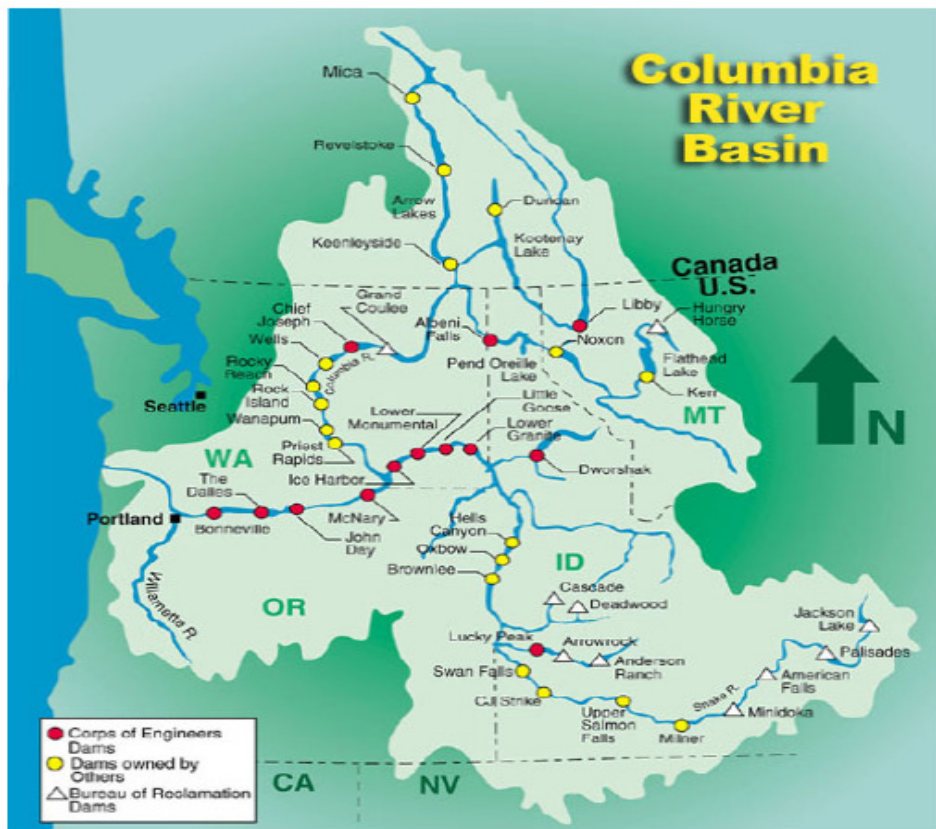 Columbia
River
Basin
Mica
Revelstoke
Arrow
Lakes
Duncan
Keenleyside
Kootenay
Lake
Canada
U.S.
Chief
Joseph
Grand
Coulee
Libby
Hungry
Horse
Wells
Albeni
Falls
Noxon
Columbia R.
Rocky
Reach
Pend Oreille
Lake
Flathead
Lake
Rock
Island
Kerr
Seattle
Little
Goose
Lower
Monumental
Lower
Granite
MT
N
Wanapum
WA
Priest
Rapids
Ice Harbor
Dworshak
The
Dalles
Portland
Bonneville
McNary
John
Day
Hells
Canyon
Oxbow
Brownlee
ID
Willamette R.
OR
Cascade
Deadwood
Jackson
Lake
Lucky Peak
Arrowrock
Palisades
Swan Falls
Anderson
Ranch
American
Falls
CJ Strike
Snake R.
Upper
Salmon
Falls
Minidoka
Milner
Corps of Engineers
Dams
Dams owned by
Others
Bureau of Reclamation
Dams
CA
NV